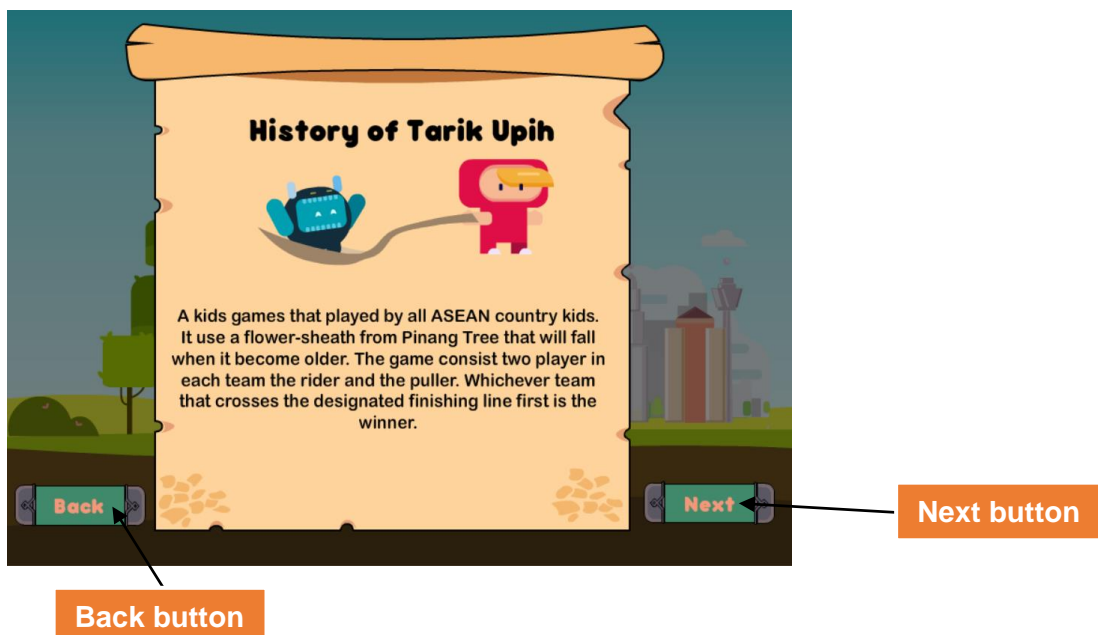 History of Tarik Upih
A kids games that played by all ASEAN country kids.
It use a flower-sheath from Pinang Tree that will fall
when it become older. The game consist two player in
each team the rider and the puller. Whichever team
that crosses the designated finishing line first is the
winner.
Back
Next
Next button
Back button